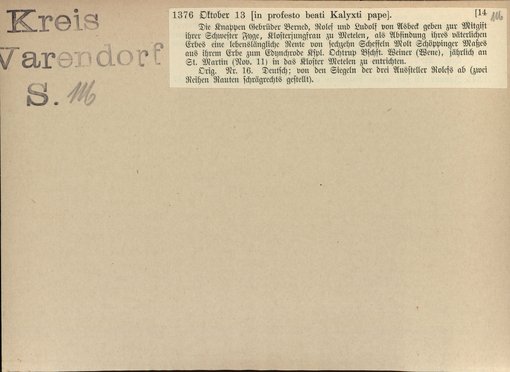 Kreis
Warendorf
S. 116
1376 Oktober 13 [in profesto beati Kalyxti pape]. [14
116
Die Knappen Gebrüder Berned, Rolef und Ludolf von Asbeck geben zur Mitgift
ihrer Schwester Fyge, Klosterjungfrau zu Metelen, als Abfindung ihres väterlichen
Erbes eine lebenslängliche Rente von sechzehn Scheffeln Molt Schöppinger Maßes
aus ihrem Erbe zum Edynchrode Kspl. Ochtrup Bschft. Weiner (Wene), jährlich an
St. Martin (Nov. 11) in das Kloster Metelen zu entrichten.
Orig. Nr. 16. Deutsch; von den Siegeln der drei Aussteller Rolefs ab (zwei
Reihen Rauten schrägrechts gestellt).